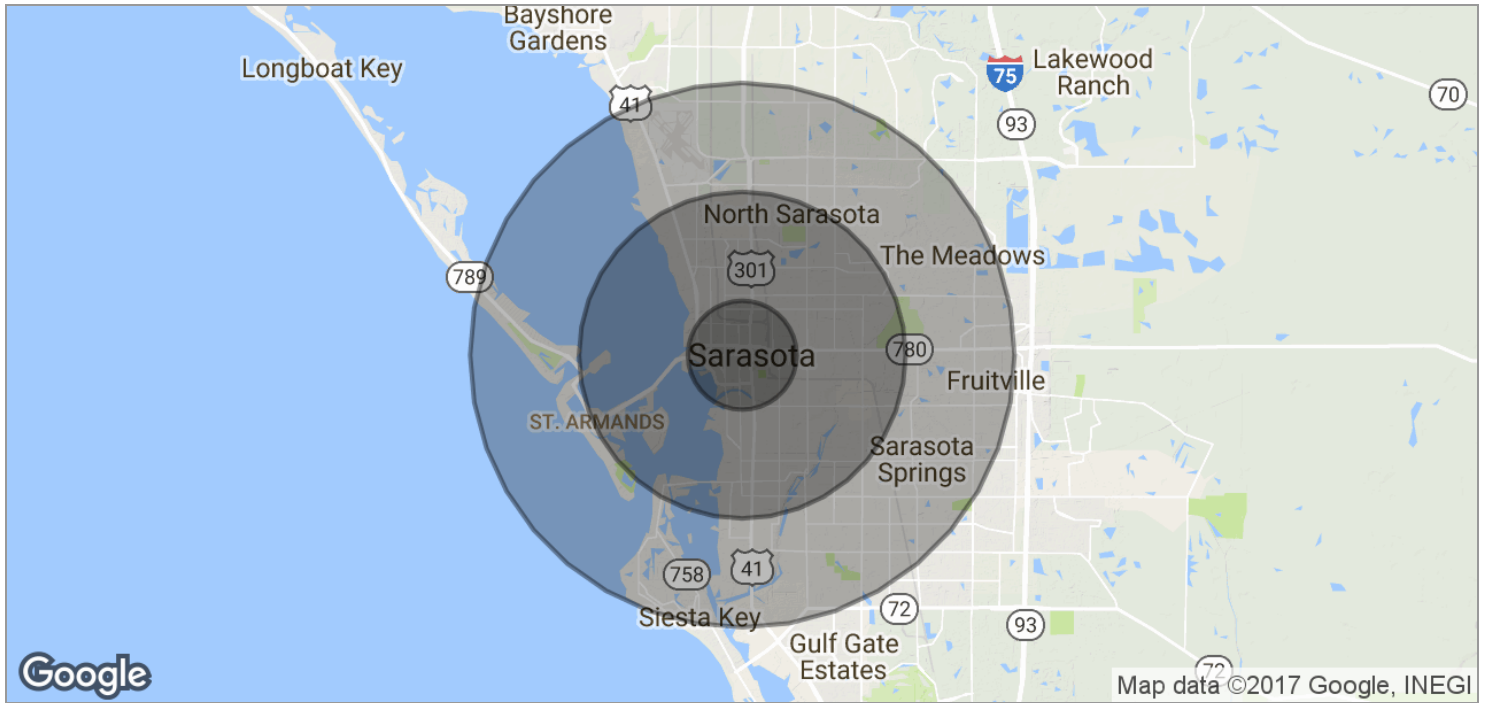 Bayshore
Gardens
Longboat Key
41
75
Lakewood
Ranch
70
93
North Sarasota
The Meadows
301
789
Sarasota
780
Fruitville
ST. ARMANDS
Sarasota
Springs
758
41
Siesta Key
72
93
Gulf Gate
Estates
72
Google
Map data ©2017 Google, INEGI